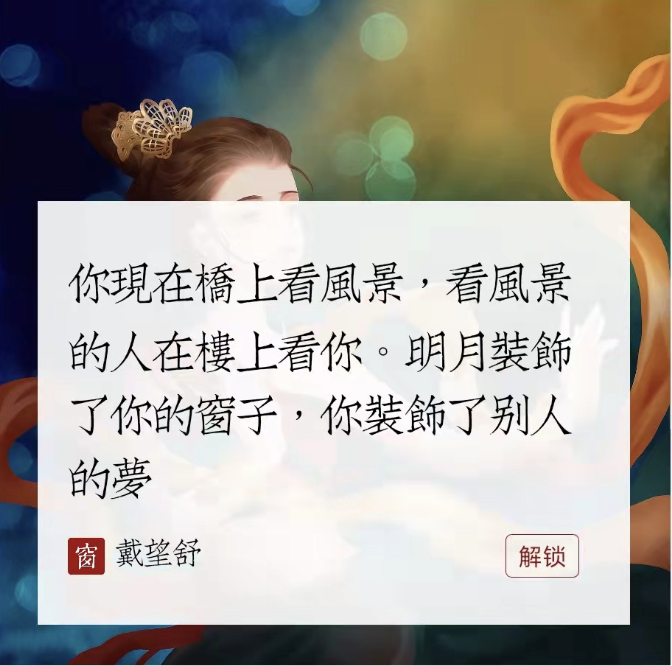 你現在橋上看風景，看風景
的人在樓上看你。明月裝飾
了你的窗子，你裝飾了别人
的夢
窗 戴望舒
解锁